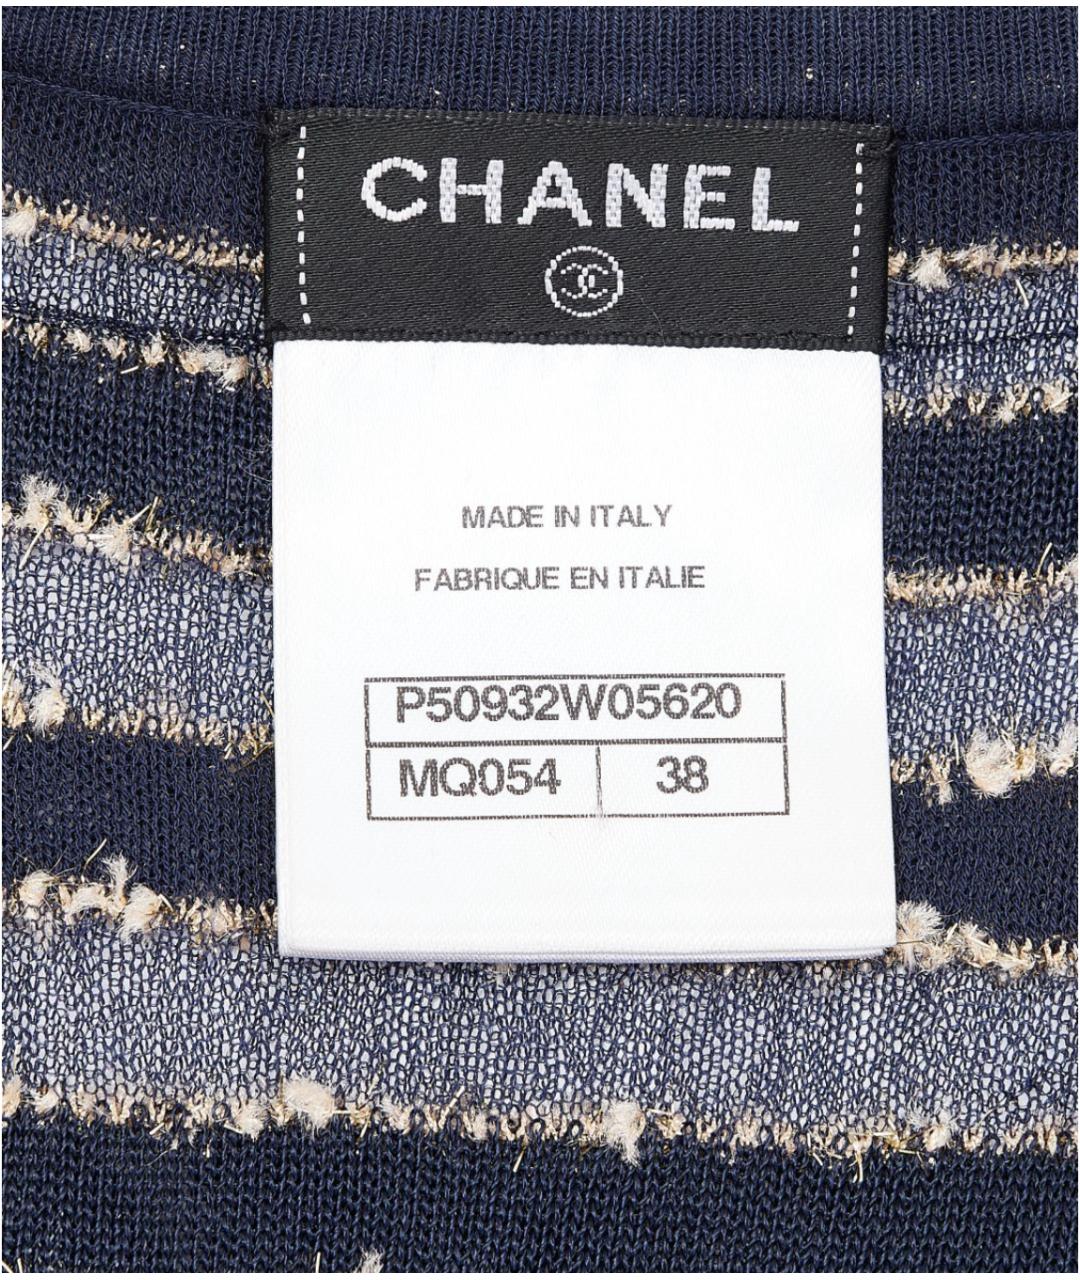 CHANEL
MADE IN ITALY
FABRIQUE EN ITALIE
P50932W05620
MQ054 38